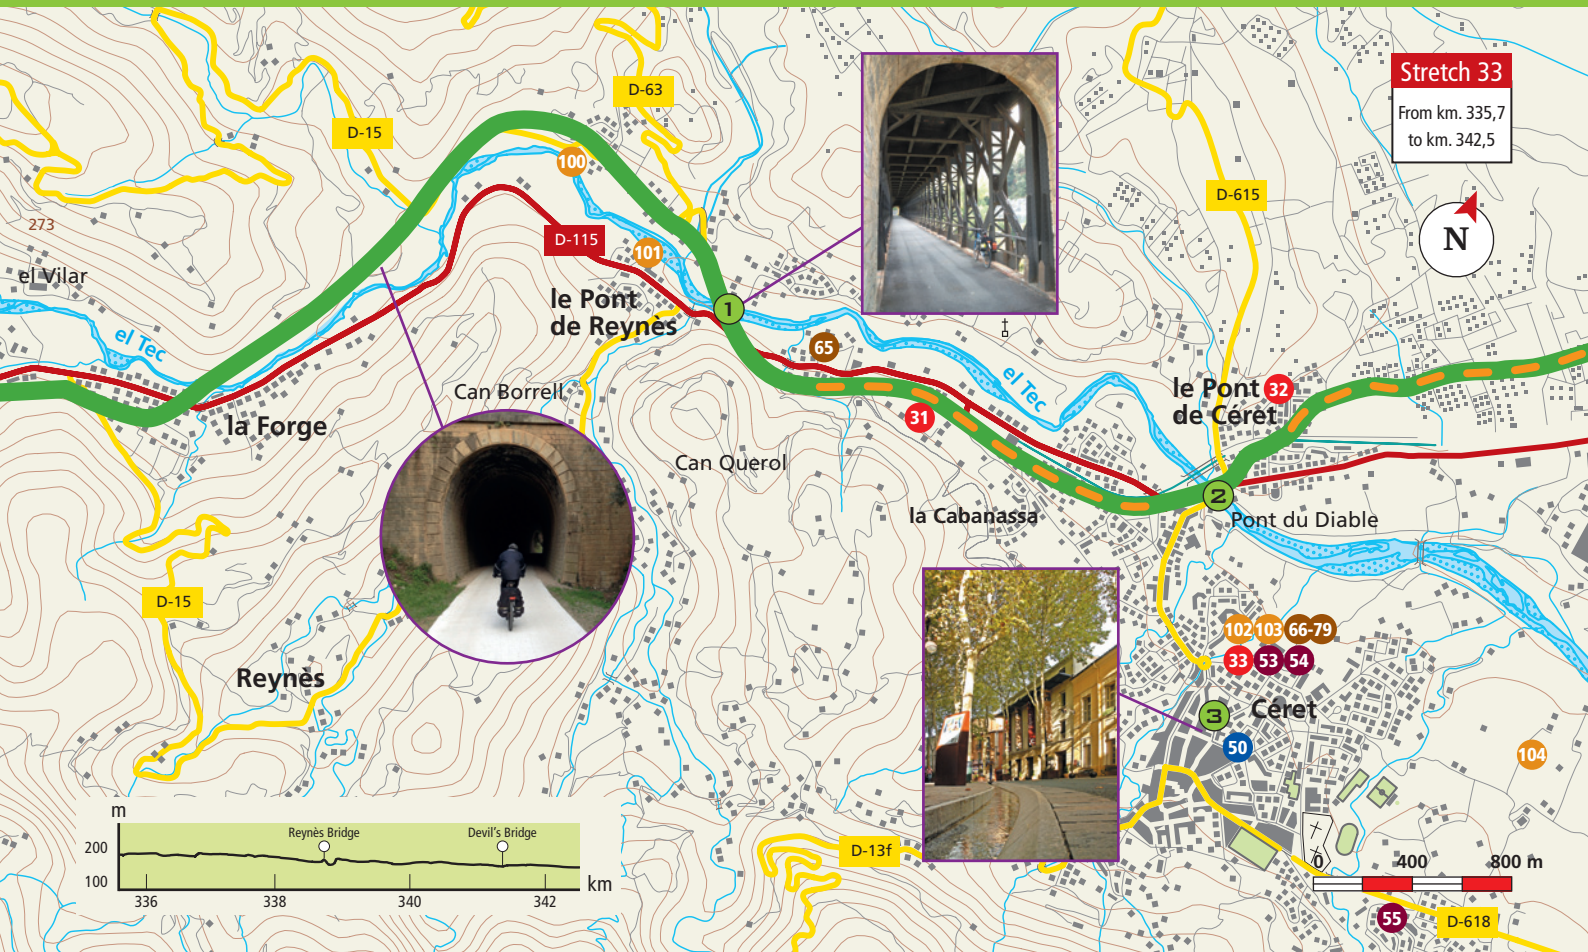 Stretch 33
From km. 335,7
to km. 342,5
N
D-63
D-15
100
D-615
273
D-115
101
el Vilar
le Pont
de Reynès
1
el Tec
65
el Tec
le Pont
de Céret
32
Can Borrell
31
la Forge
Can Querol
2
la Cabanassa
Pont du Diable
D-15
102
103
66-79
33
53
54
Reynès
3
Céret
50
104
m
200
100
Reynès Bridge
Devil's Bridge
km
336
338
340
342
D-13f
0
400
800 m
55
D-618